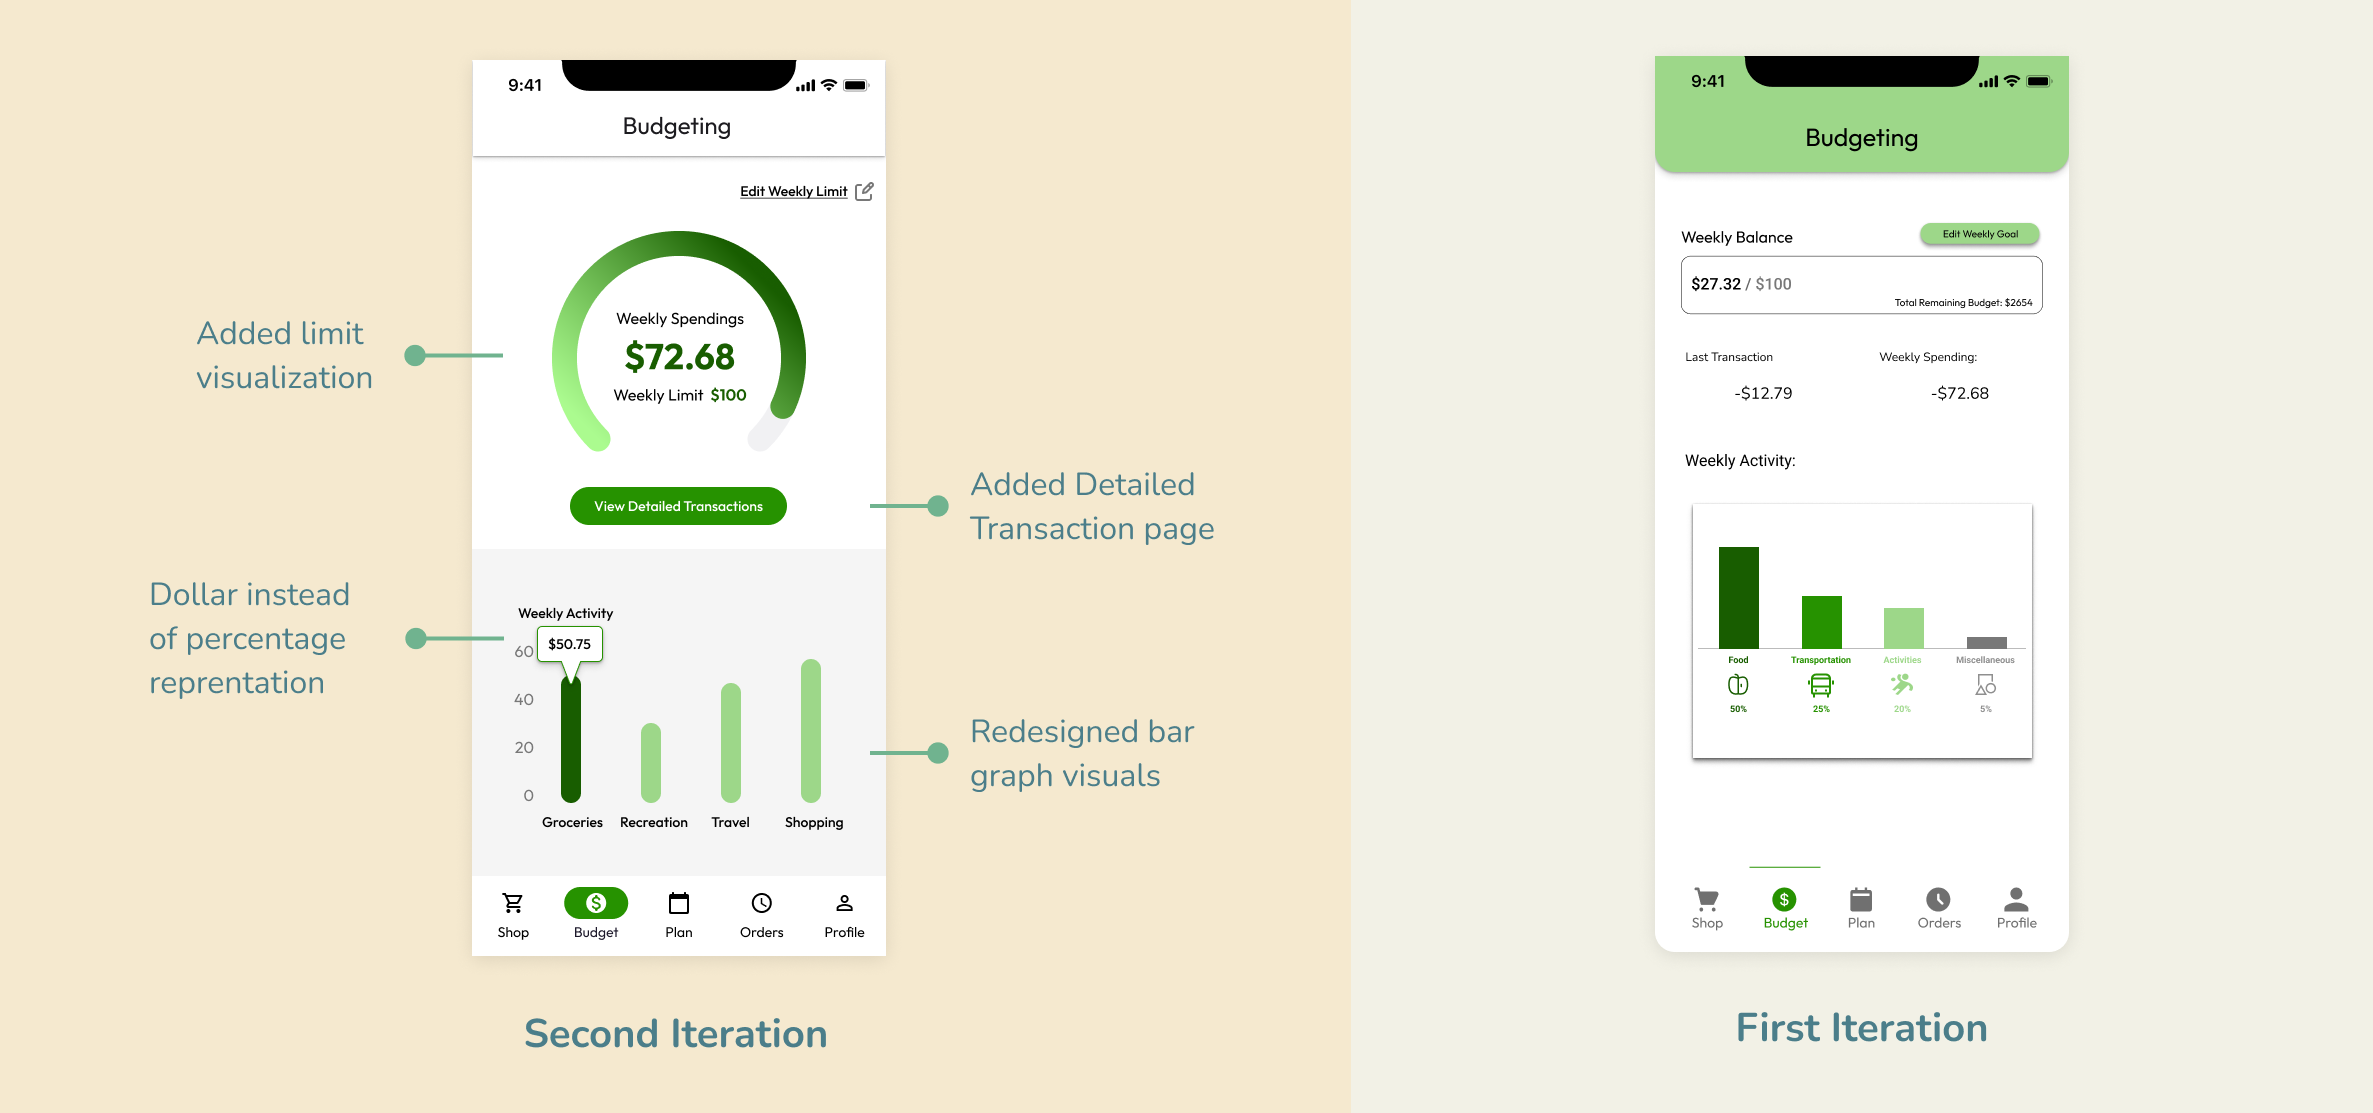 9:41
Budgeting
Edit Weekly Limit
Weekly Spendings
$72.68
Weekly Limit $100
View Detailed Transactions
Weekly Activity
$50.75
60
40
20
0
Groceries Recreation Travel Shopping
Shop Budget Plan Orders Profile
Added limit
visualization
Dollar instead
of percentage
reprentation
Added Detailed
Transaction page
Redesigned bar
graph visuals
Second Iteration
9:41
Budgeting
Weekly Balance
Edit Weekly Goal
$27.32 / $100
Total Remaining Budget: $2654
Last Transaction Weekly Spending:
-$12.79 -$72.68
Weekly Activity:
Food Transportation Activities Miscellaneous
50% 25% 20% 5%
Shop Budget Plan Orders Profile
First Iteration